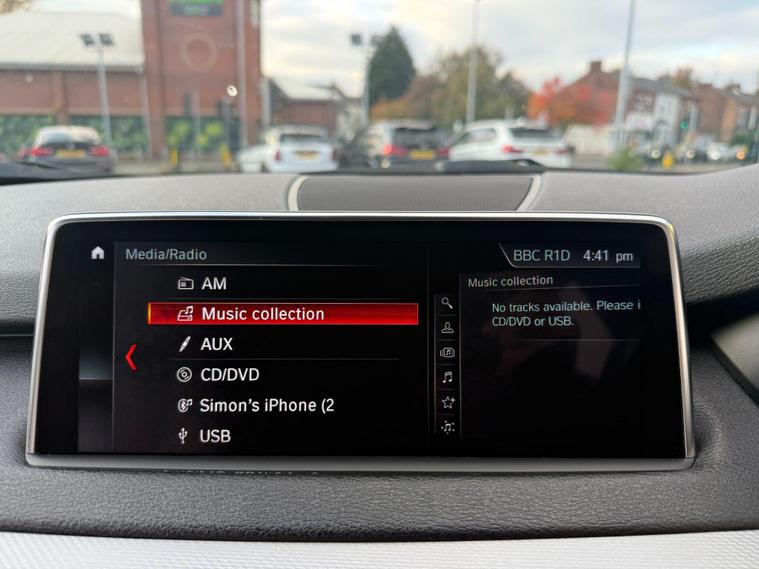 Media/Radio
BBC R1D 4:41 pm
AM
Music collection
AUX
CD/DVD
Simon's iPhone (2
USB
Music collection
No tracks available. Please i
CD/DVD or USB.